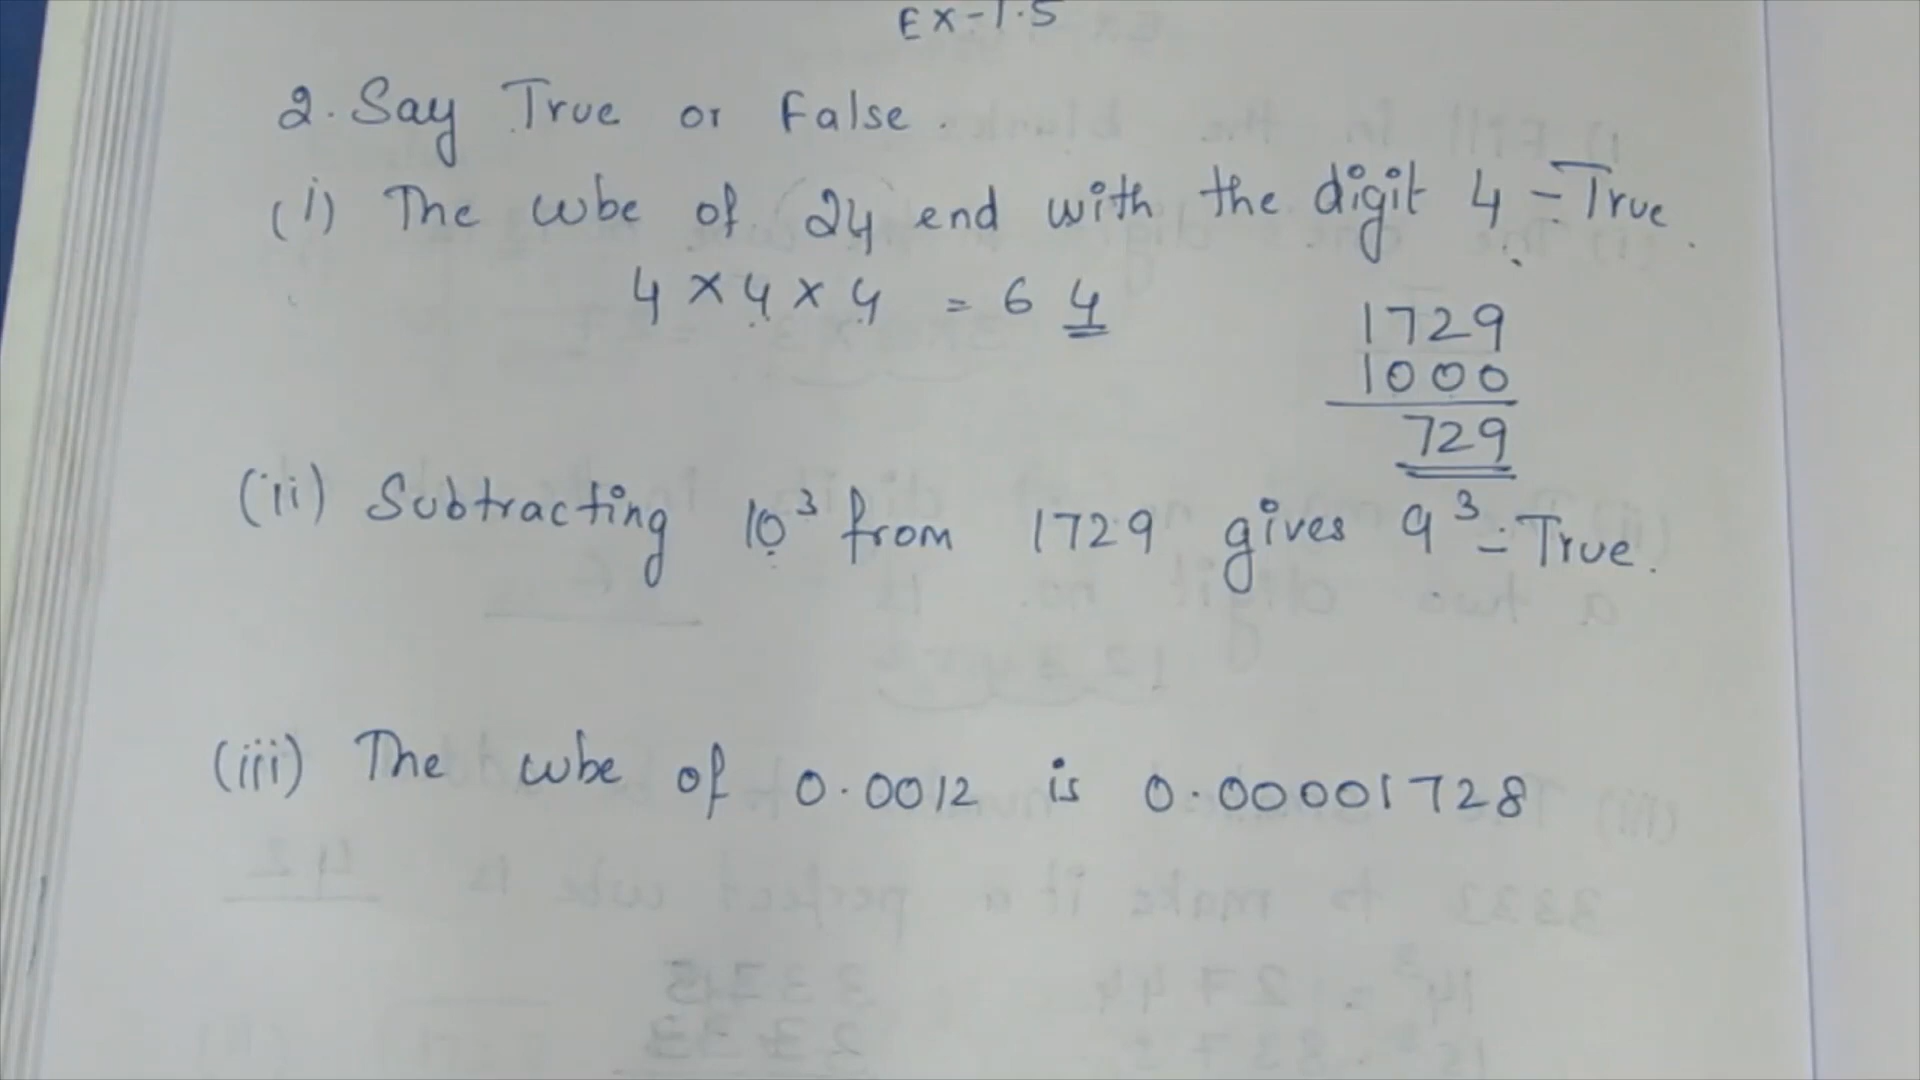 EX-1.5
2. Say True or False.
(i) The cube of 24 end with the digit 4 - True.
4 × 4 × 4 = 64
1729
1000
729
(ii) Subtracting 10³ from 1729 gives 9³ - True.
(iii) The cube of 0.0012 is 0.00001728